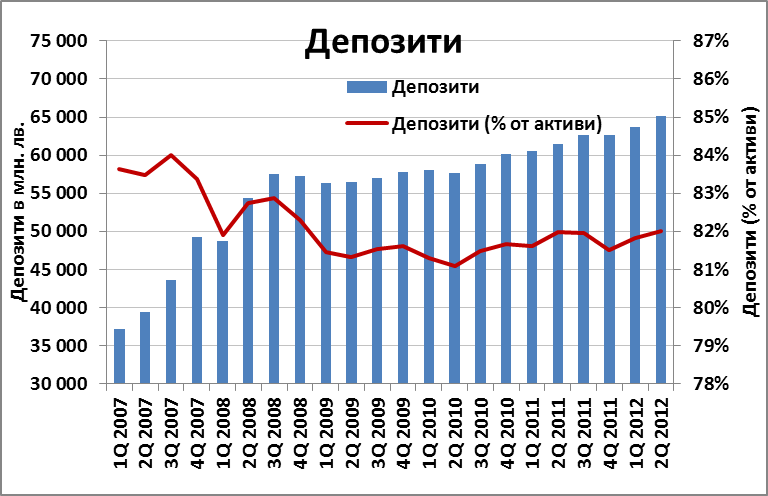 Депозити
Депозити
Депозити (% от активи)
Депозити в млн. лв.
75 000
70 000
65 000
60 000
55 000
50 000
45 000
40 000
35 000
30 000
87%
86%
85%
84%
83%
82%
81%
80%
79%
78%
Депозити (% от активи)
1Q 2007
2Q 2007
3Q 2007
4Q 2007
1Q 2008
2Q 2008
3Q 2008
4Q 2008
1Q 2009
2Q 2009
3Q 2009
4Q 2009
1Q 2010
2Q 2010
3Q 2010
4Q 2010
1Q 2011
2Q 2011
3Q 2011
4Q 2011
1Q 2012
2Q 2012